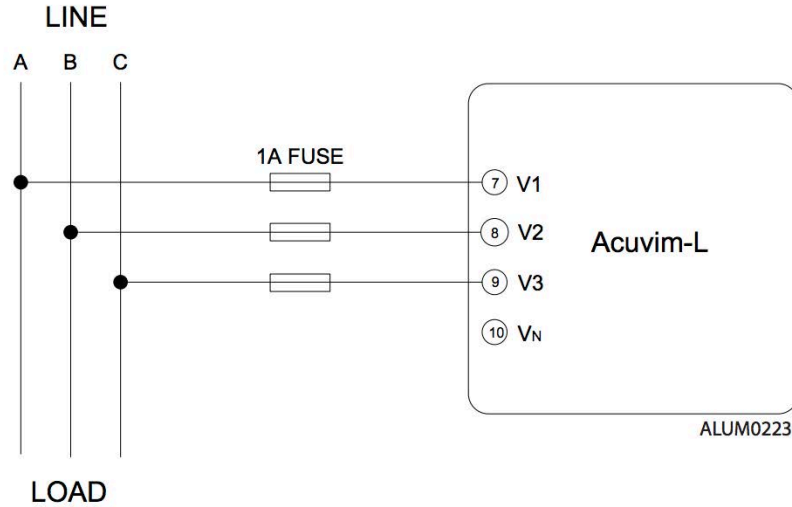 LINE
A B C
1A FUSE
7 V1
8 V2
Acuvim-L
9 V3
10 VN
ALUM0223
LOAD